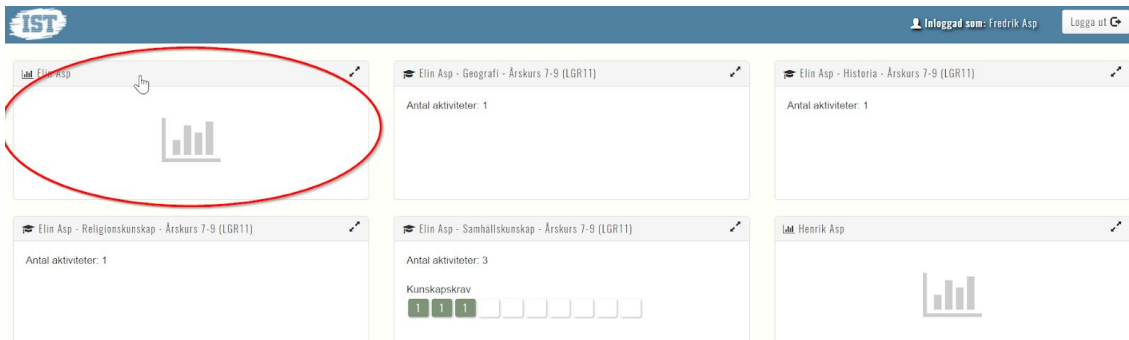 IST
Inloggad som: Fredrik Asp
Logga ut
Elin Asp
Elin Asp - Geografi - Årskurs 7-9 (LGR11)
Elin Asp - Historia - Årskurs 7-9 (LGR11)
Antal aktiviteter: 1
Antal aktiviteter: 1
Elin Asp - Religionskunskap - Årskurs 7-9 (LGR11)
Elin Asp - Samhällskunskap - Årskurs 7-9 (LGR11)
Henrik Asp
Antal aktiviteter: 1
Antal aktiviteter: 3
Kunskapskrav
1 1 1